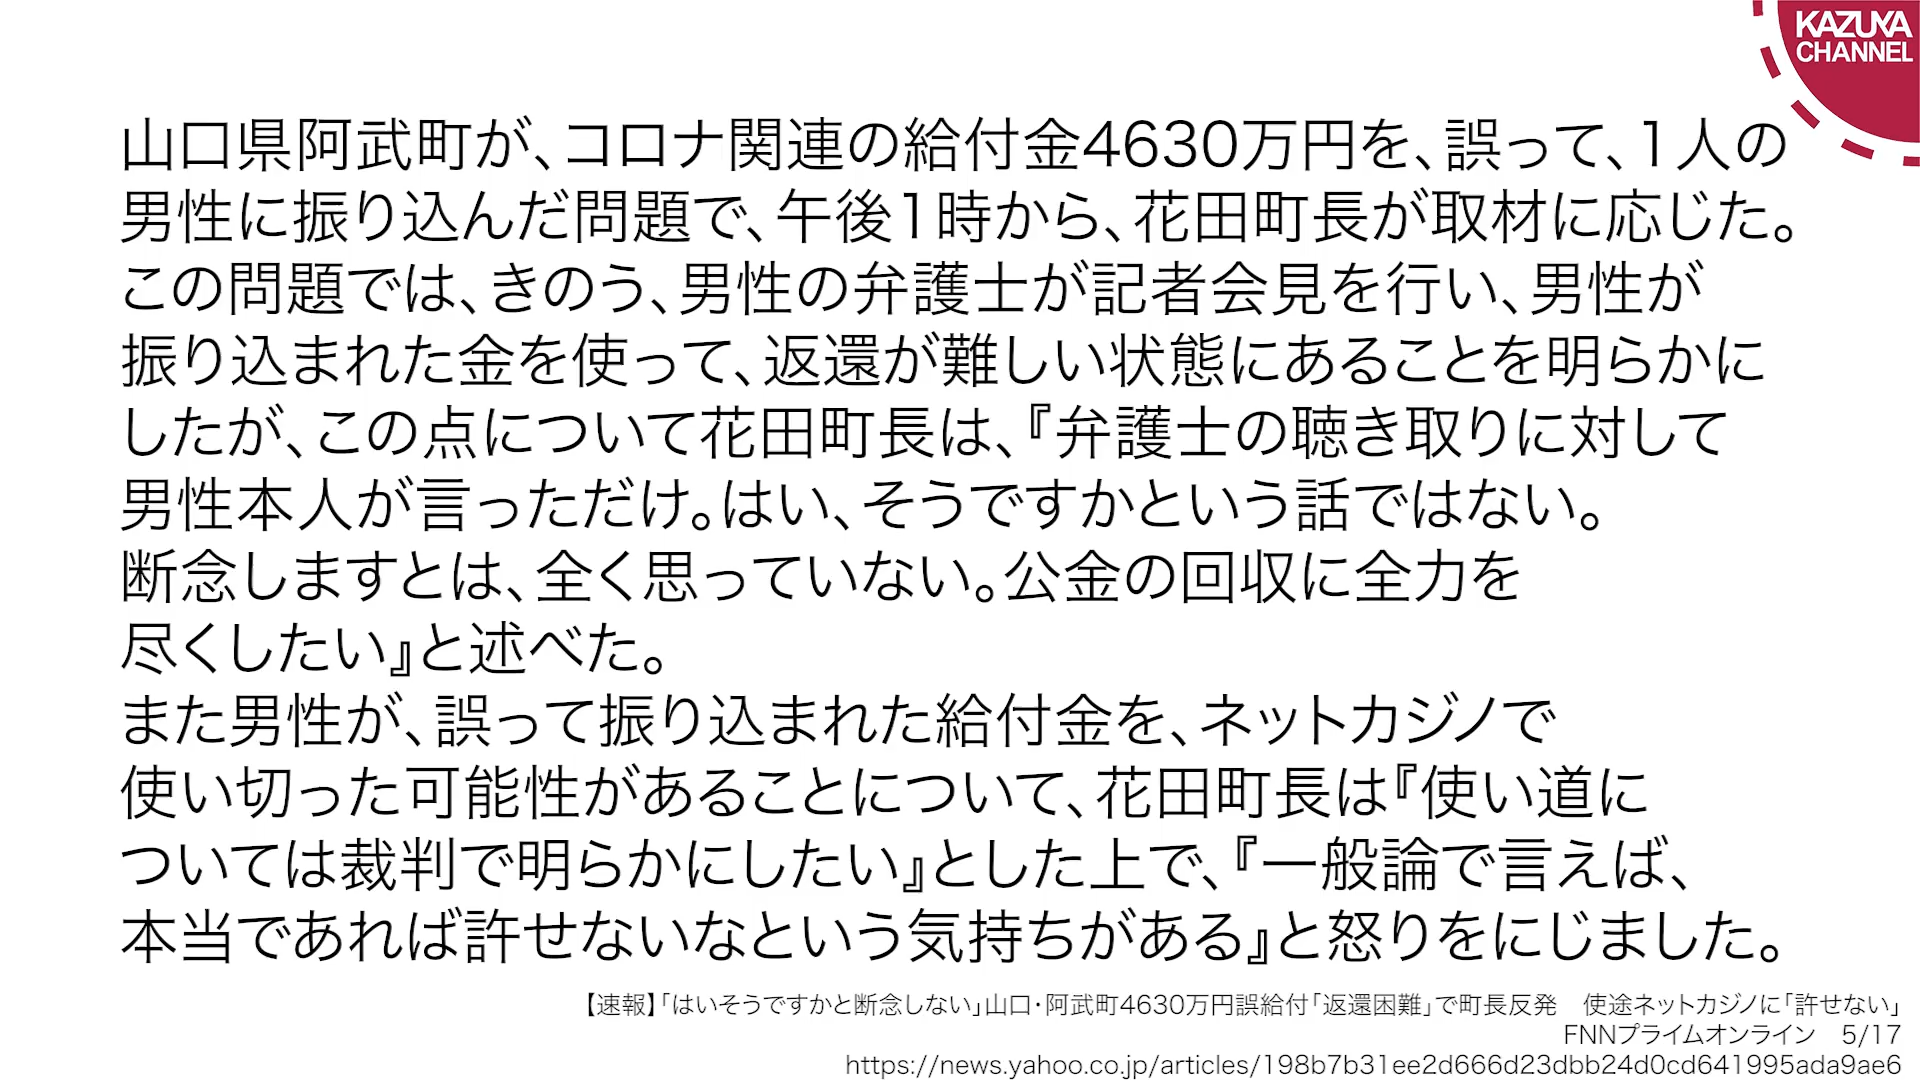 KAZUYA
CHANNEL
山口県阿武町が、コロナ関連の給付金4630万円を、誤って、1人の
男性に振り込んだ問題で、午後1時から、花田町長が取材に応じた。
この問題では、きのう、男性の弁護士が記者会見を行い、男性が
振り込まれた金を使って、返還が難しい状態にあることを明らかに
したが、この点について花田町長は、『弁護士の聴き取りに対して
男性本人が言っただけ。はい、そうですかという話ではない。
断念しますとは、全く思っていない。公金の回収に全力を
尽くしたい』と述べた。
また男性が、誤って振り込まれた給付金を、ネットカジノで
使い切った可能性があることについて、花田町長は『使い道に
ついては裁判で明らかにしたい』とした上で、『一般論で言えば、
本当であれば許せないなという気持ちがある』と怒りをにじました。
【速報】「はいそうですかと断念しない」山口・阿武町4630万円誤給付「返還困難」で町長反発　使途ネットカジノに「許せない」
FNNプライムオンライン　5/17
https://news.yahoo.co.jp/articles/198b7b31ee2d666d23dbb24d0cd641995ada9ae6